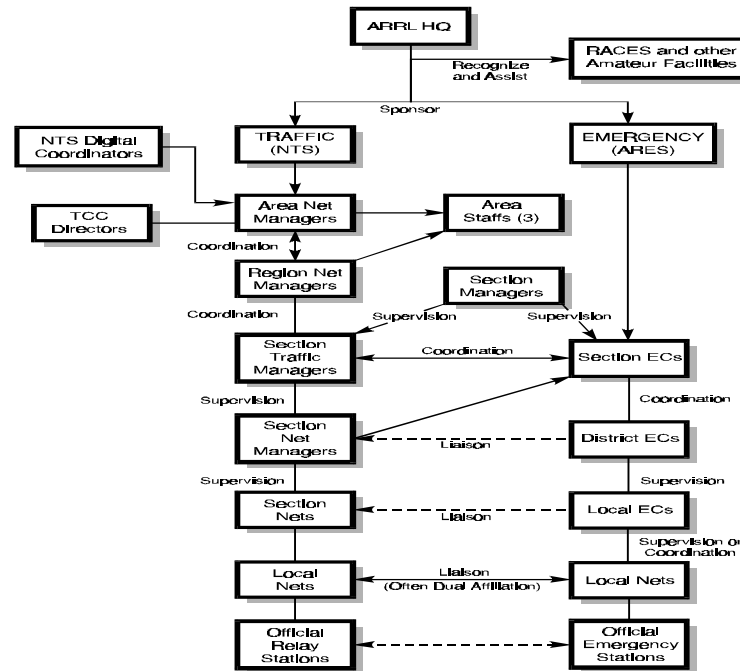 ARRL HQ
RACES and other
Amateur Facilities
Recognize
and Assist
Sponsor
TRAFFIC
(NTS)
EMERGENCY
(ARES)
NTS Digital
Coordinators
Area Net
Managers
Area
Staffs (3)
TCC
Directors
Coordination
Region Net
Managers
Section
Managers
Coordination
Supervision
Supervision
Section
Traffic
Managers
Coordination
Section ECs
Supervision
Coordination
Section
Net
Managers
Liaison
District ECs
Supervision
Supervision
Section
Nets
Liaison
Local ECs
Supervision or
Coordination
Local
Nets
Liaison
(Often Dual Affiliation)
Local Nets
Official
Relay
Stations
Official
Emergency
Stations